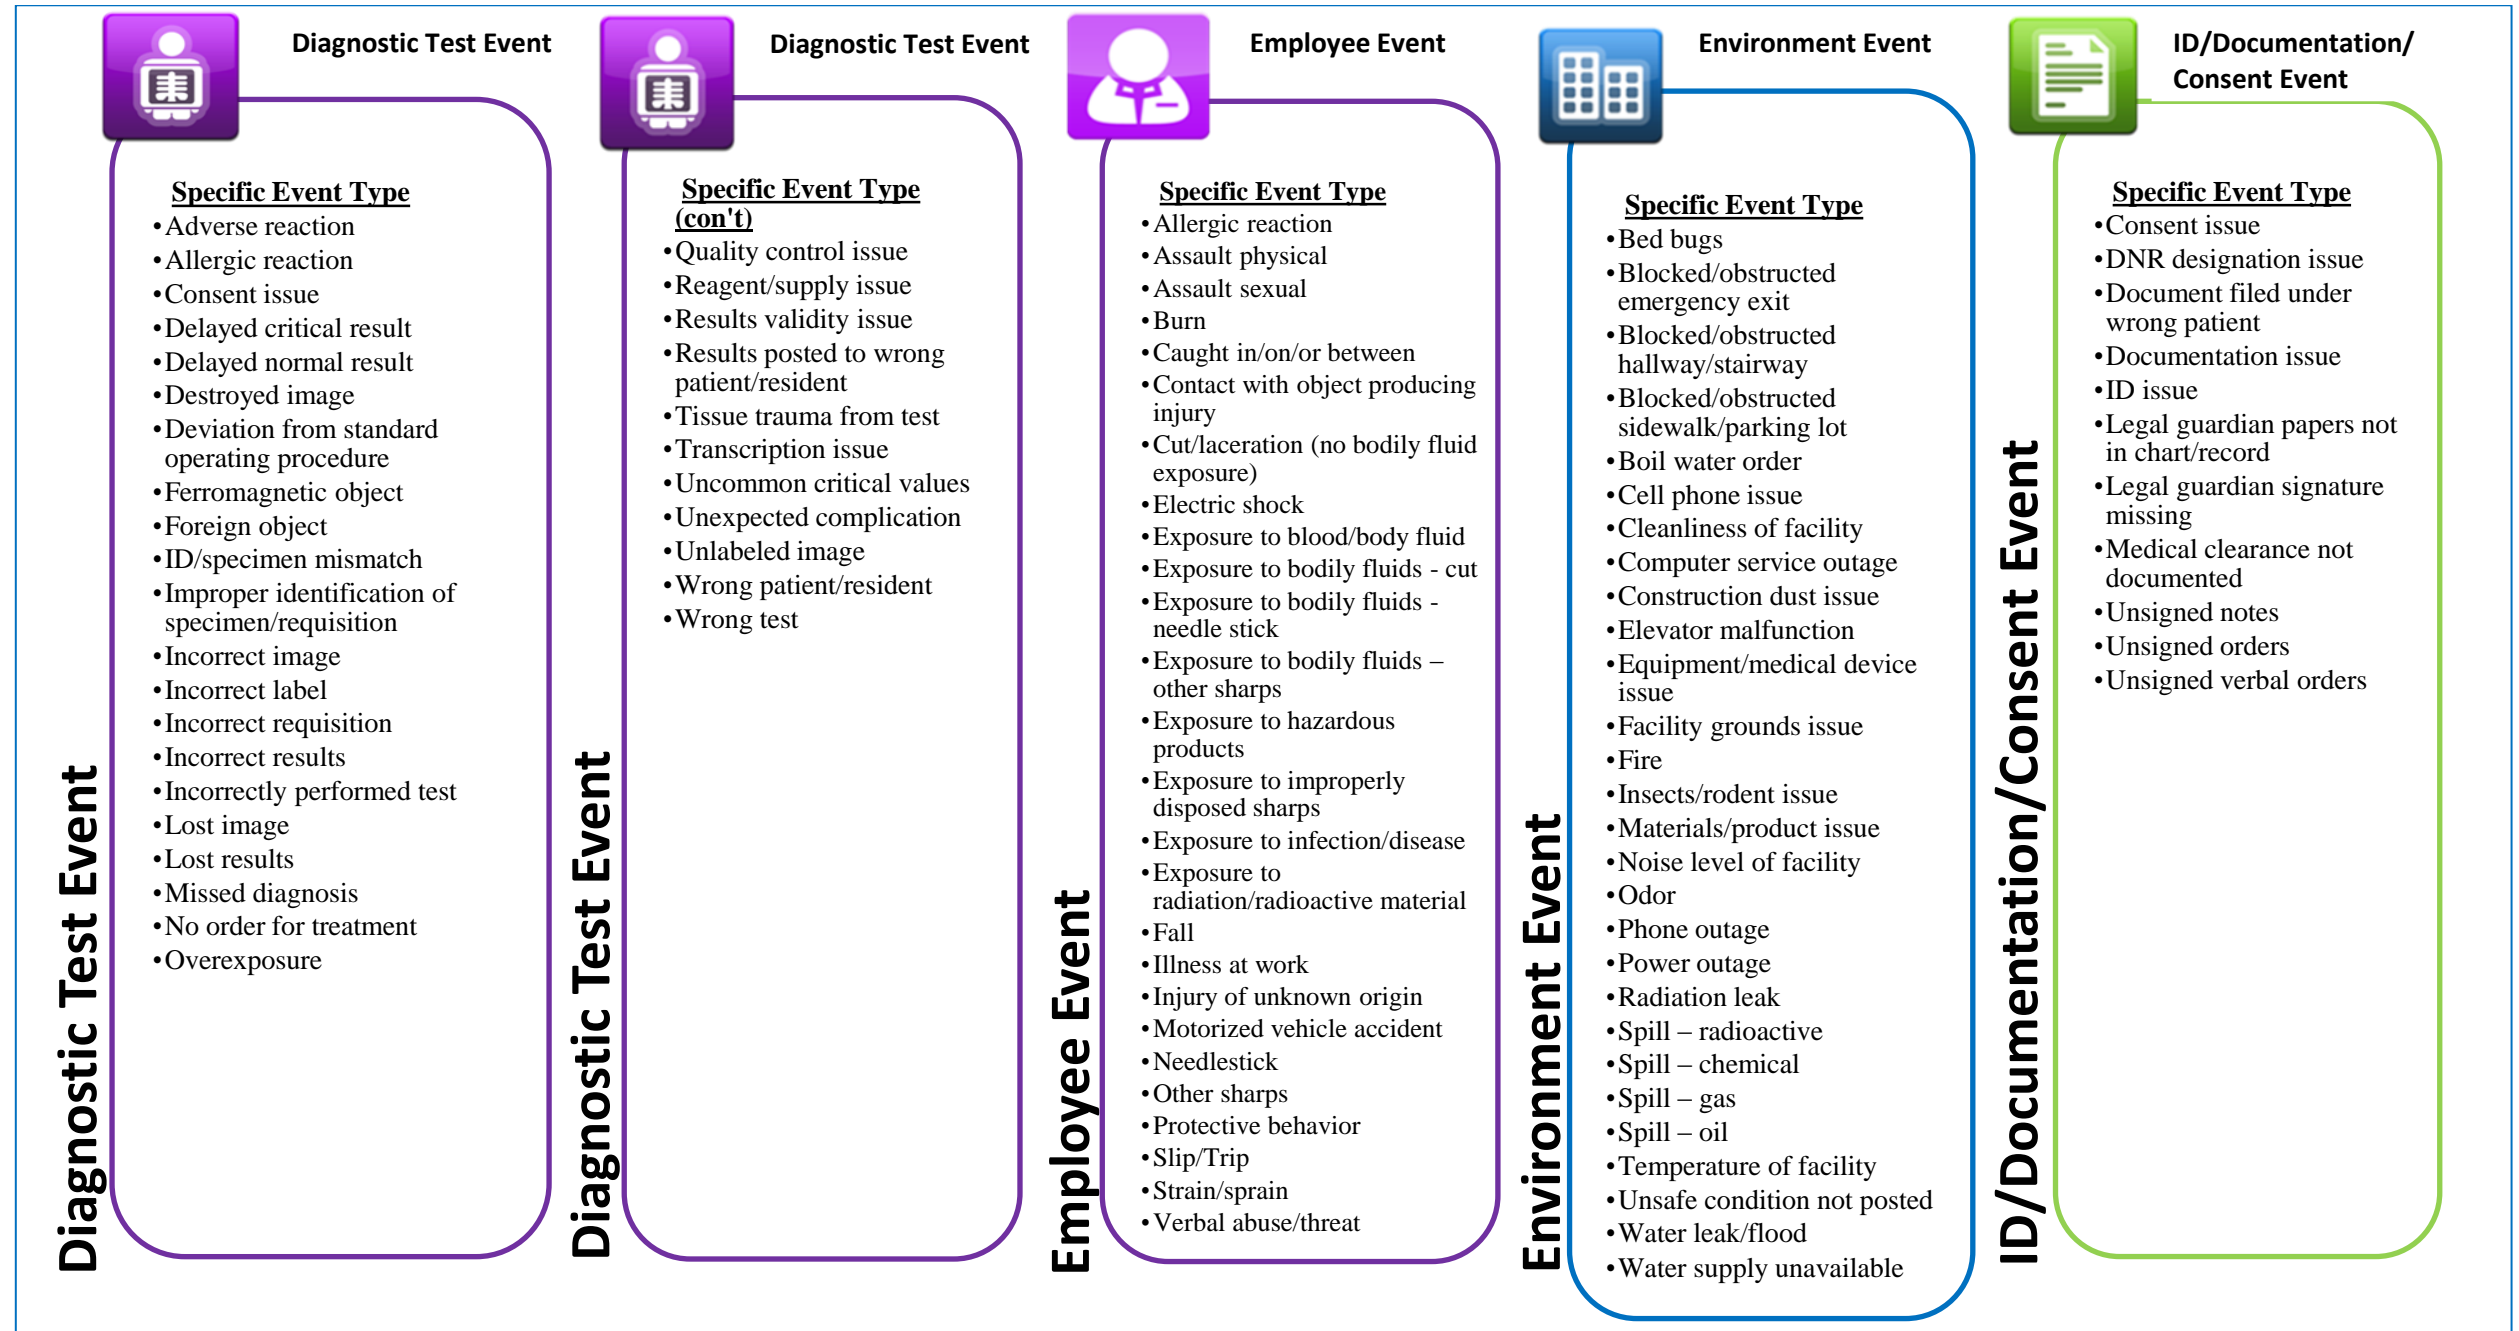 Diagnostic Test Event
Specific Event Type
•Adverse reaction
•Allergic reaction
•Consent issue
•Delayed critical result
•Delayed normal result
•Destroyed image
•Deviation from standard
operating procedure
•Ferromagnetic object
•Foreign object
•ID/specimen mismatch
•Improper identification of
specimen/requisition
•Incorrect image
•Incorrect label
•Incorrect requisition
•Incorrect results
•Incorrectly performed test
•Lost image
•Lost results
•Missed diagnosis
•No order for treatment
•Overexposure
Diagnostic Test Event
Diagnostic Test Event
Specific Event Type
(con't)
•Quality control issue
•Reagent/supply issue
•Results validity issue
•Results posted to wrong
patient/resident
•Tissue trauma from test
•Transcription issue
•Uncommon critical values
•Unexpected complication
•Unlabeled image
•Wrong patient/resident
•Wrong test
Diagnostic Test Event
Employee Event
Specific Event Type
•Allergic reaction
•Assault physical
•Assault sexual
•Burn
•Caught in/on/or between
•Contact with object producing
injury
•Cut/laceration (no bodily fluid
exposure)
•Electric shock
•Exposure to blood/body fluid
•Exposure to bodily fluids - cut
•Exposure to bodily fluids -
needle stick
•Exposure to bodily fluids –
other sharps
•Exposure to hazardous
products
•Exposure to improperly
disposed sharps
•Exposure to infection/disease
•Exposure to
radiation/radioactive material
•Fall
•Illness at work
•Injury of unknown origin
•Motorized vehicle accident
•Needlestick
•Other sharps
•Protective behavior
•Slip/Trip
•Strain/sprain
•Verbal abuse/threat
Employee Event
Environment Event
Specific Event Type
•Bed bugs
•Blocked/obstructed
emergency exit
•Blocked/obstructed
hallway/stairway
•Blocked/obstructed
sidewalk/parking lot
•Boil water order
•Cell phone issue
•Cleanliness of facility
•Computer service outage
•Construction dust issue
•Elevator malfunction
•Equipment/medical device
issue
•Facility grounds issue
•Fire
•Insects/rodent issue
•Materials/product issue
•Noise level of facility
•Odor
•Phone outage
•Power outage
•Radiation leak
•Spill – radioactive
•Spill – chemical
•Spill – gas
•Spill – oil
•Temperature of facility
•Unsafe condition not posted
•Water leak/flood
•Water supply unavailable
Environment Event
ID/Documentation/
Consent Event
Specific Event Type
•Consent issue
•DNR designation issue
•Document filed under
wrong patient
•Documentation issue
•ID issue
•Legal guardian papers not
in chart/record
•Legal guardian signature
missing
•Medical clearance not
documented
•Unsigned notes
•Unsigned orders
•Unsigned verbal orders
ID/Documentation/Consent Event